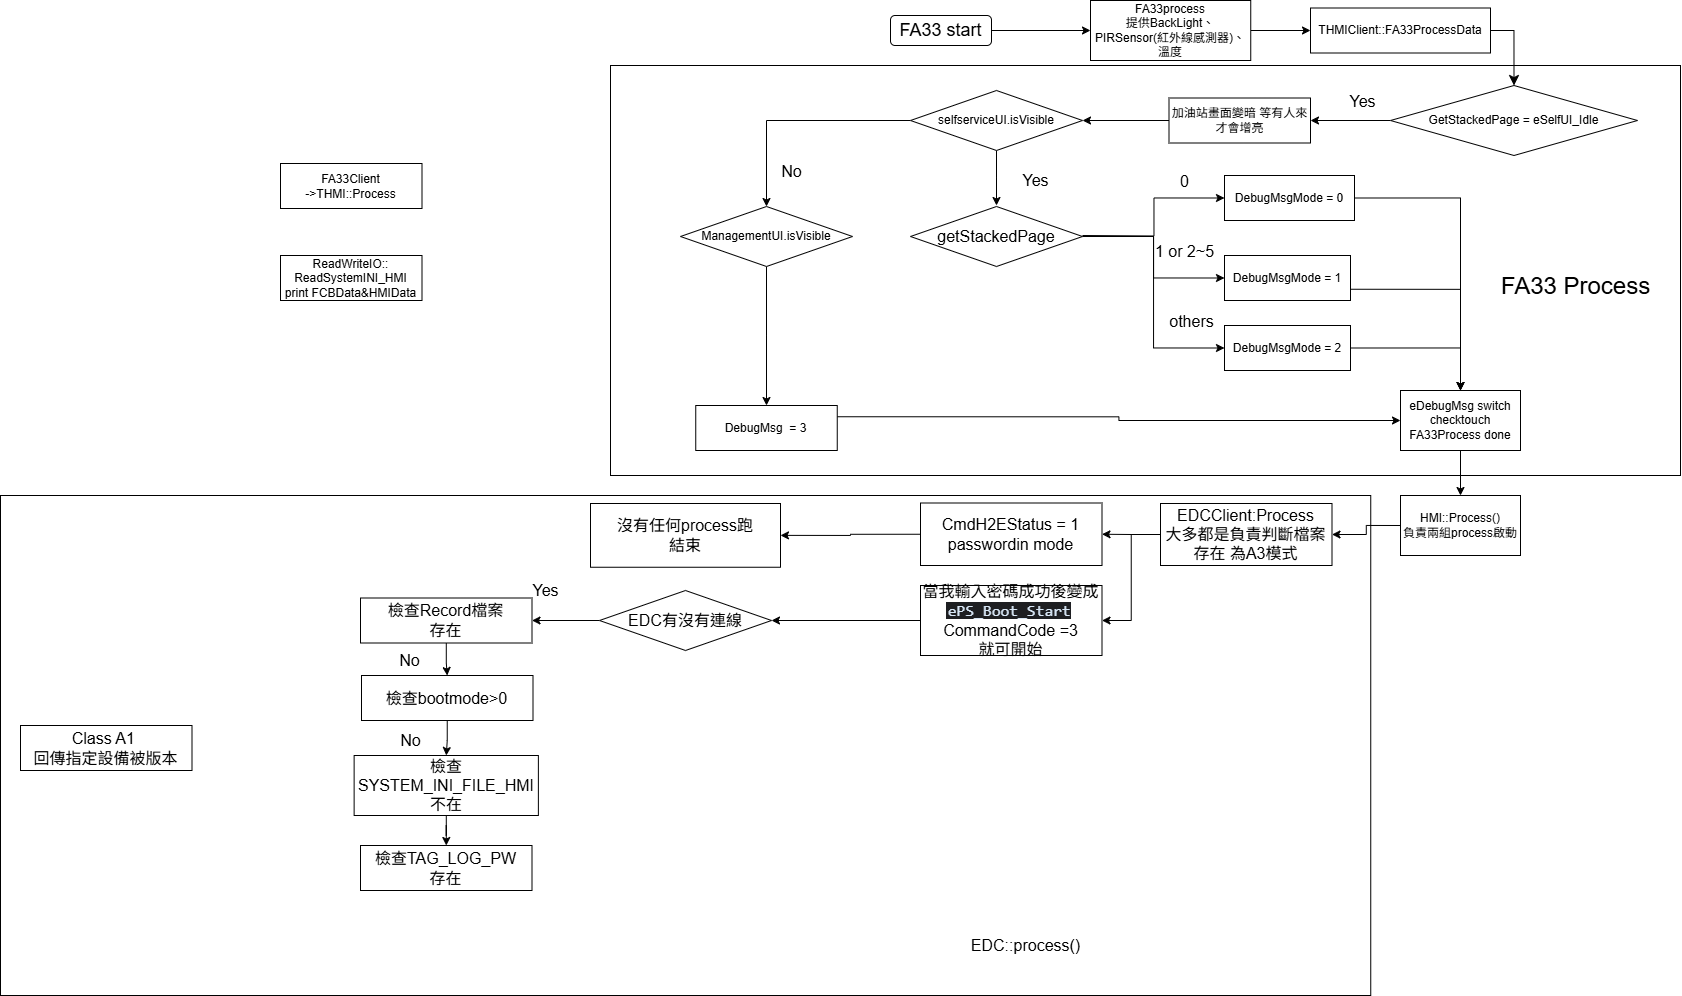 FA33 start
FA33process
提供BackLight、
PIRSensor(紅外線感測器)、
溫度
THMIClient::FA33ProcessData
GetStackedPage = eSelfUI_Idle
Yes
加油站畫面變暗 等有人來
才會增亮
selfserviceUI.isVisible
No
Yes
ManagementUI.isVisible
getStackedPage
0
DebugMsgMode = 0
1 or 2~5
DebugMsgMode = 1
others
DebugMsgMode = 2
FA33 Process
DebugMsg  = 3
eDebugMsg switch
checktouch
FA33Process done
FA33Client
->THMI::Process
ReadWriteIO::
ReadSystemINI_HMI
print FCBData&HMIData
HMI::Process()
負責兩組process啟動
EDCClient:Process
大多都是負責判斷檔案
存在 為A3模式
CmdH2EStatus = 1
passwordin mode
沒有任何process跑
結束
當我輸入密碼成功後變成
ePS_Boot_Start
CommandCode =3
就可開始
EDC有沒有連線
Yes
檢查Record檔案
存在
No
檢查bootmode>0
No
檢查
SYSTEM_INI_FILE_HMI
不在
檢查TAG_LOG_PW
存在
Class A1
回傳指定設備被版本
EDC::process()